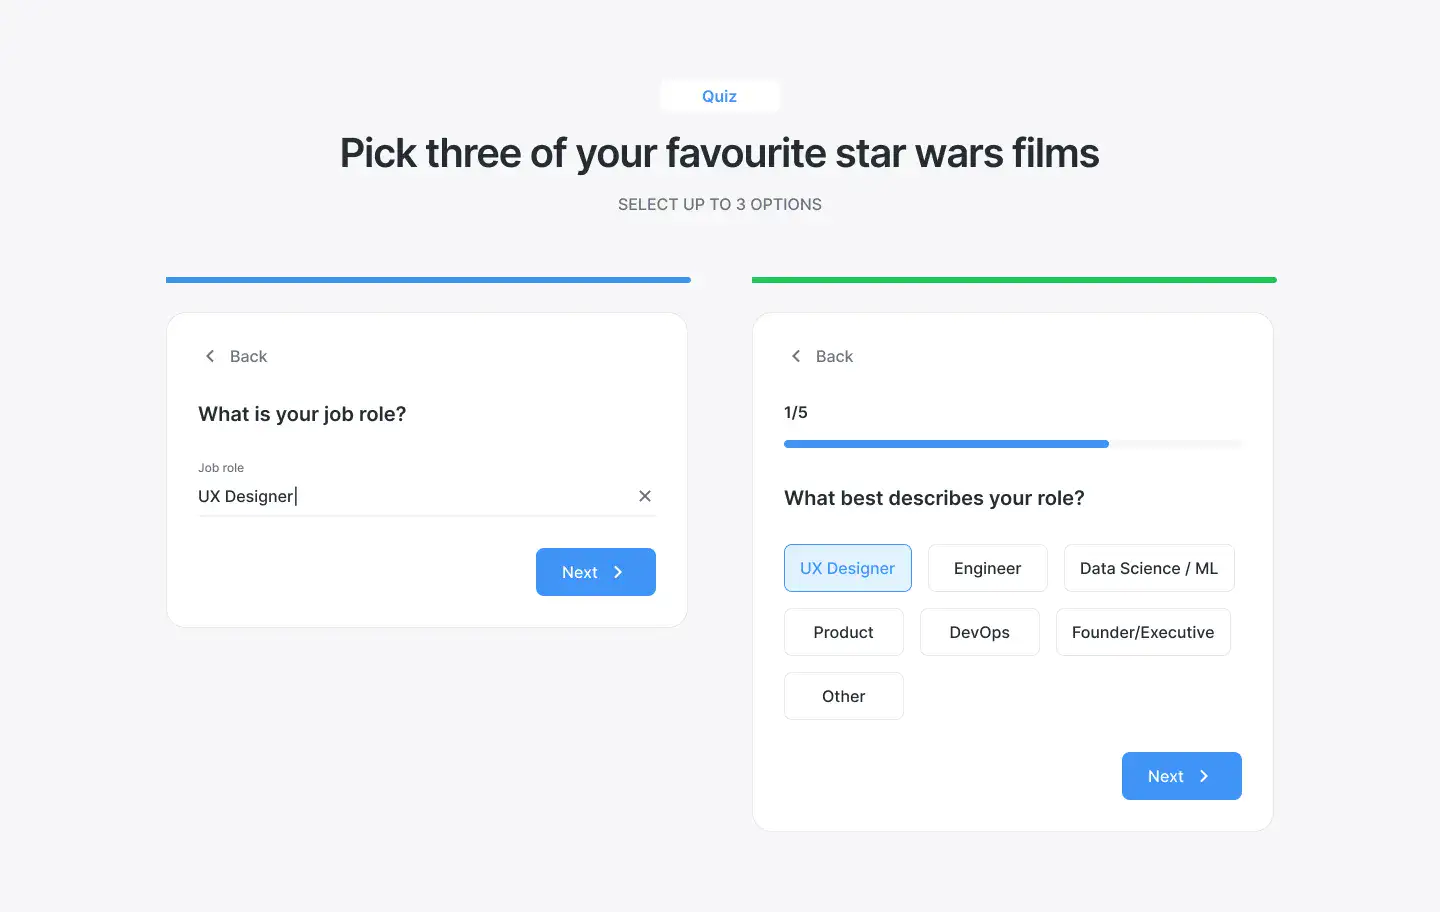 Quiz
Pick three of your favourite star wars films
SELECT UP TO 3 OPTIONS
Back
What is your job role?
Job role
UX Designer
Next
Back
1/5
What best describes your role?
UX Designer Engineer Data Science / ML
Product DevOps Founder/Executive
Other
Next